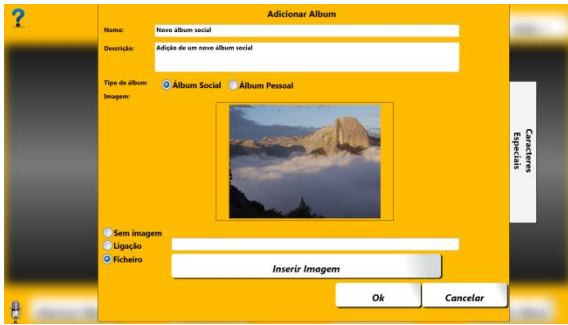 ?
Adicionar Album
Nome: Novo álbum social
Descrição: Adição de um novo álbum social
Tipo de álbum: Álbum Social Álbum Pessoal
Imagem:
Sem imagem
Ligação
Ficheiro
Inserir Imagem
Ok Cancelar
Caracteres
Especiais